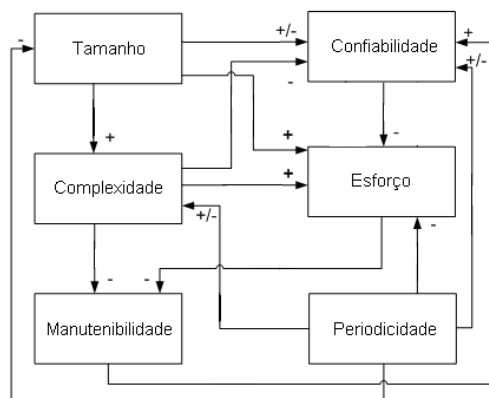 -
Tamanho
+/-
Confiabilidade
+
+/-
-
+
+
-
Complexidade
+
Esforço
+/-
-
-
-
Manutenibilidade
Periodicidade